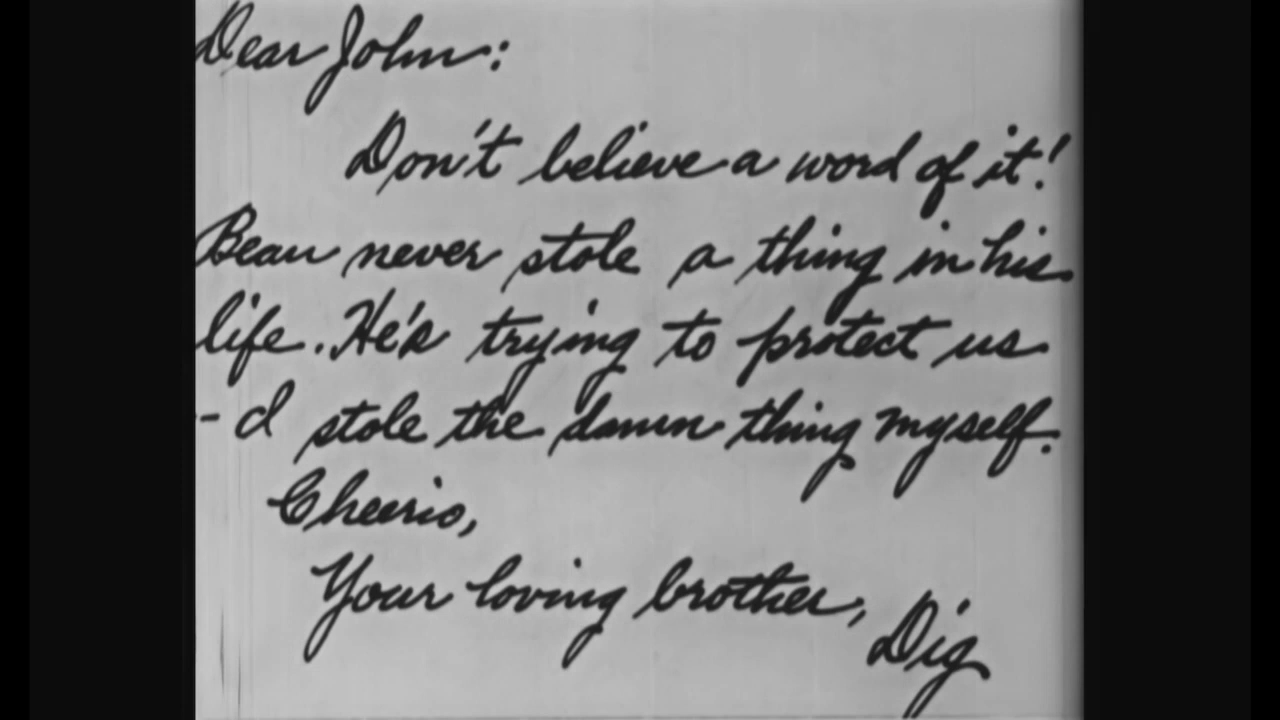 Dear John:
Don't believe a word of it!
Beau never stole a thing in his
life. He's trying to protect us
- I stole the damn thing myself.
Cheerio,
Your loving brother,
Dig